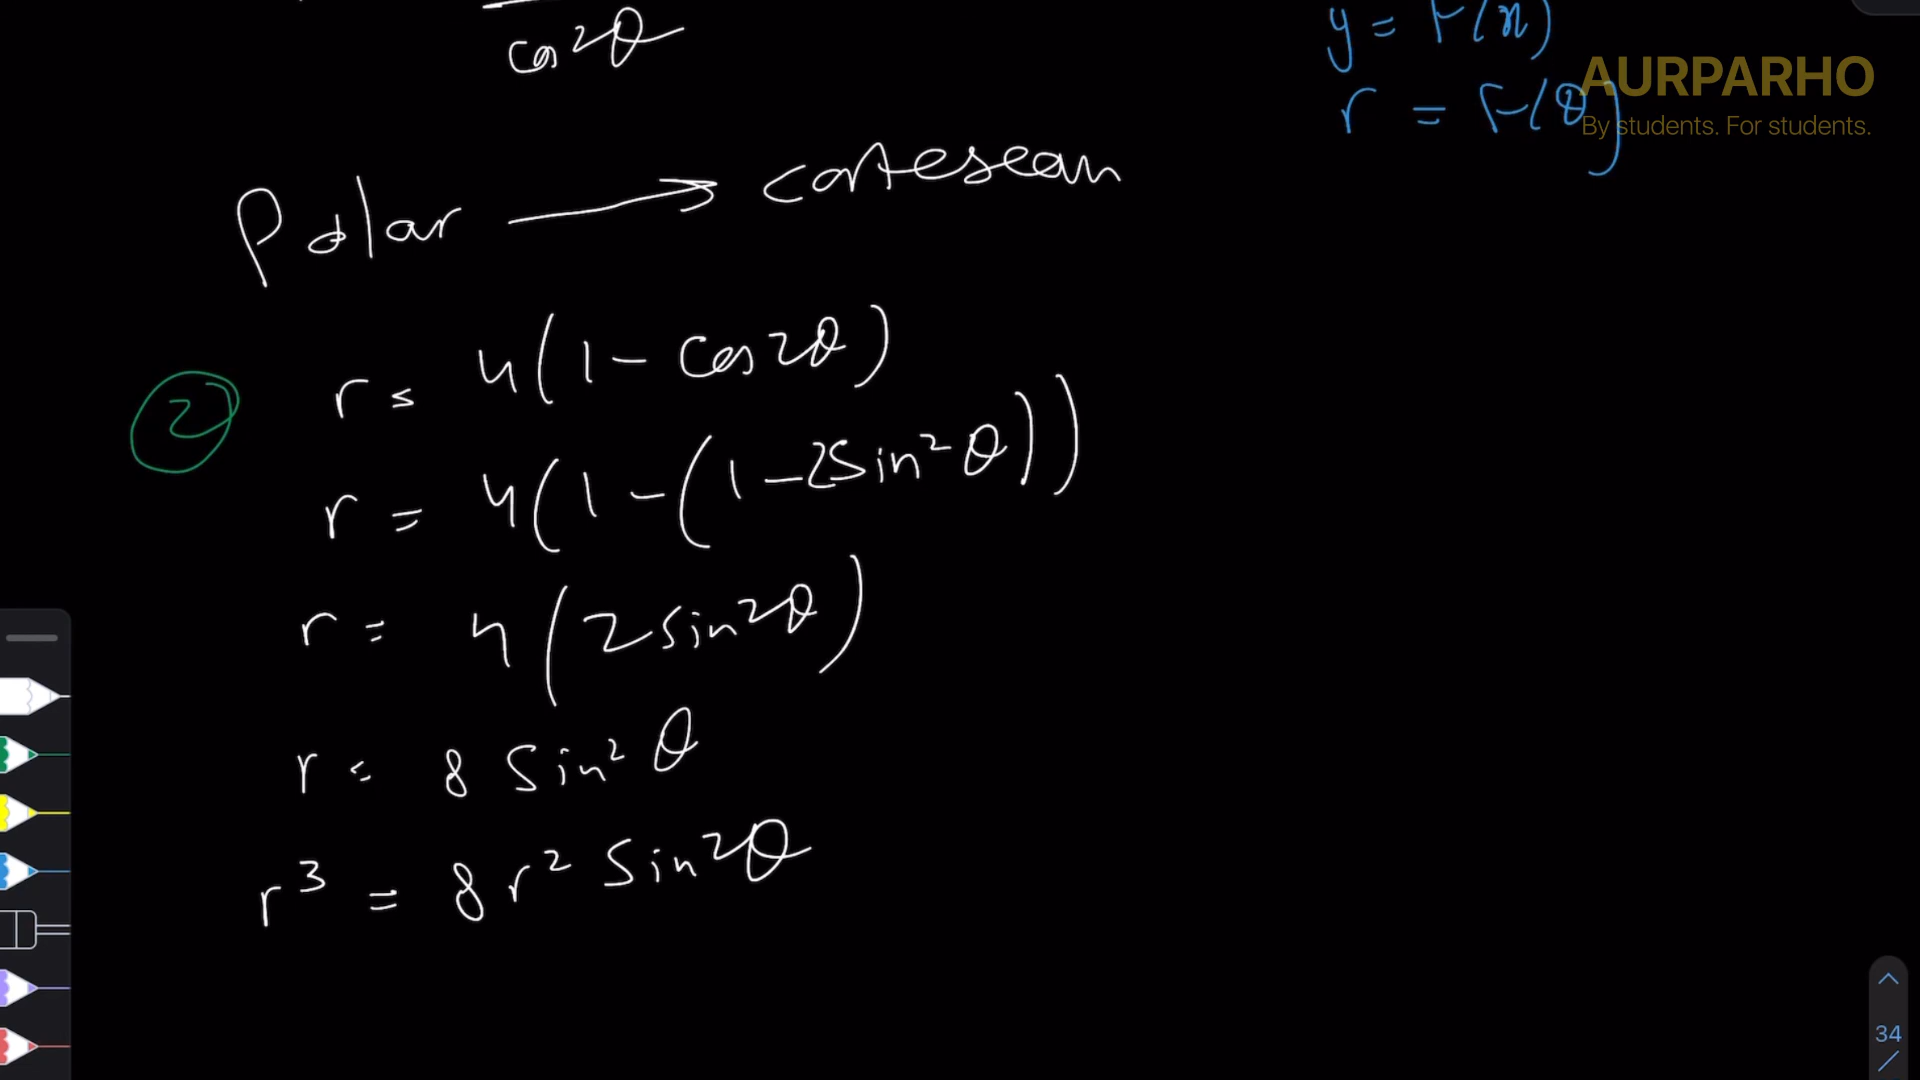 cos²θ
y = F(x)
r = F(θ)
AURPARHO
By students. For students.
Polar → cartesean
② r = 4(1 - cos2θ)
r = 4(1-(1-2Sin²θ))
r = 4(2sin²θ)
r = 8 Sin²θ
r³ = 8r² Sin²θ
34